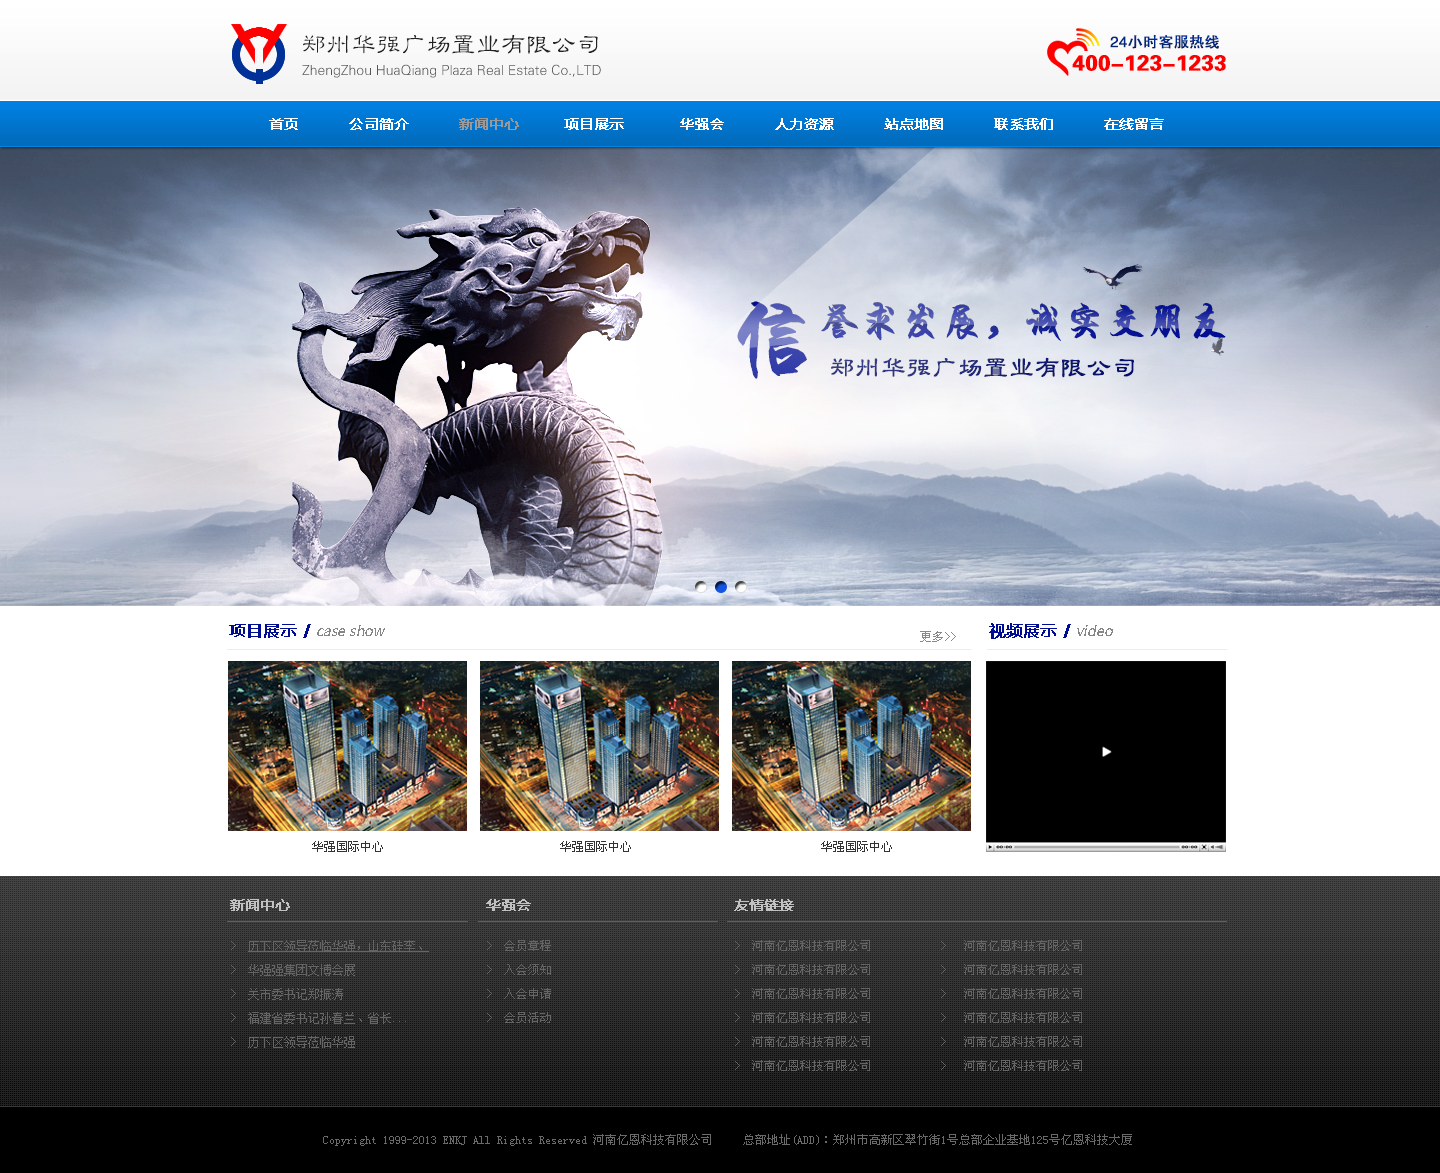 郑州华强广场置业有限公司
ZhengZhou HuaQiang Plaza Real Estate Co.,LTD
24小时客服热线
400-123-1233
首页 公司简介 新闻中心 项目展示 华强会 人力资源 站点地图 联系我们 在线留言
信誉求发展，诚实交朋友
郑州华强广场置业有限公司
项目展示 / case show 更多>>
视频展示 / video
华强国际中心 华强国际中心 华强国际中心
新闻中心 华强会 友情链接
历下区领导莅临华强，山东硅李、 会员章程 河南亿恩科技有限公司 河南亿恩科技有限公司
华强强集团文博会展 入会须知 河南亿恩科技有限公司 河南亿恩科技有限公司
关市委书记郑振涛 入会申请 河南亿恩科技有限公司 河南亿恩科技有限公司
福建省委书记孙春兰、省长... 会员活动 河南亿恩科技有限公司 河南亿恩科技有限公司
历下区领导莅临华强 河南亿恩科技有限公司 河南亿恩科技有限公司
河南亿恩科技有限公司 河南亿恩科技有限公司
Copyright 1999-2013 ENKJ All Rights Reserved 河南亿恩科技有限公司 总部地址(ADD)：郑州市高新区翠竹街1号总部企业基地125号亿恩科技大厦